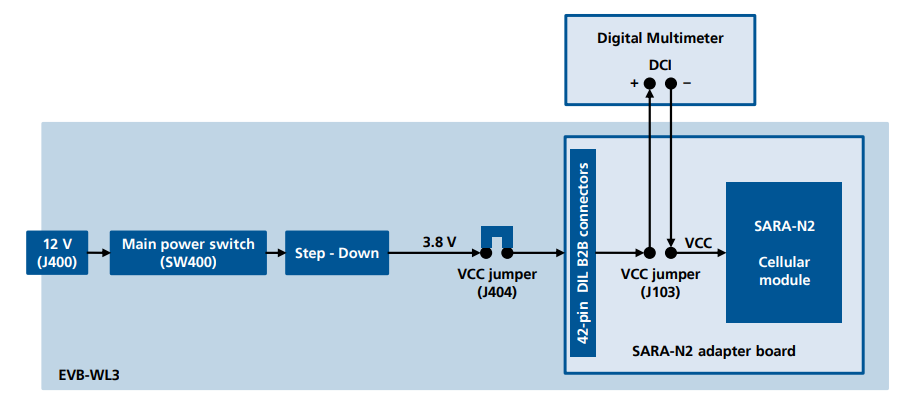 Digital Multimeter
DCI
+ −
12 V
(J400)
Main power switch
(SW400)
Step - Down
3.8 V
VCC jumper
(J404)
42-pin DIL B2B connectors
VCC jumper
(J103)
VCC
SARA-N2
Cellular
module
SARA-N2 adapter board
EVB-WL3